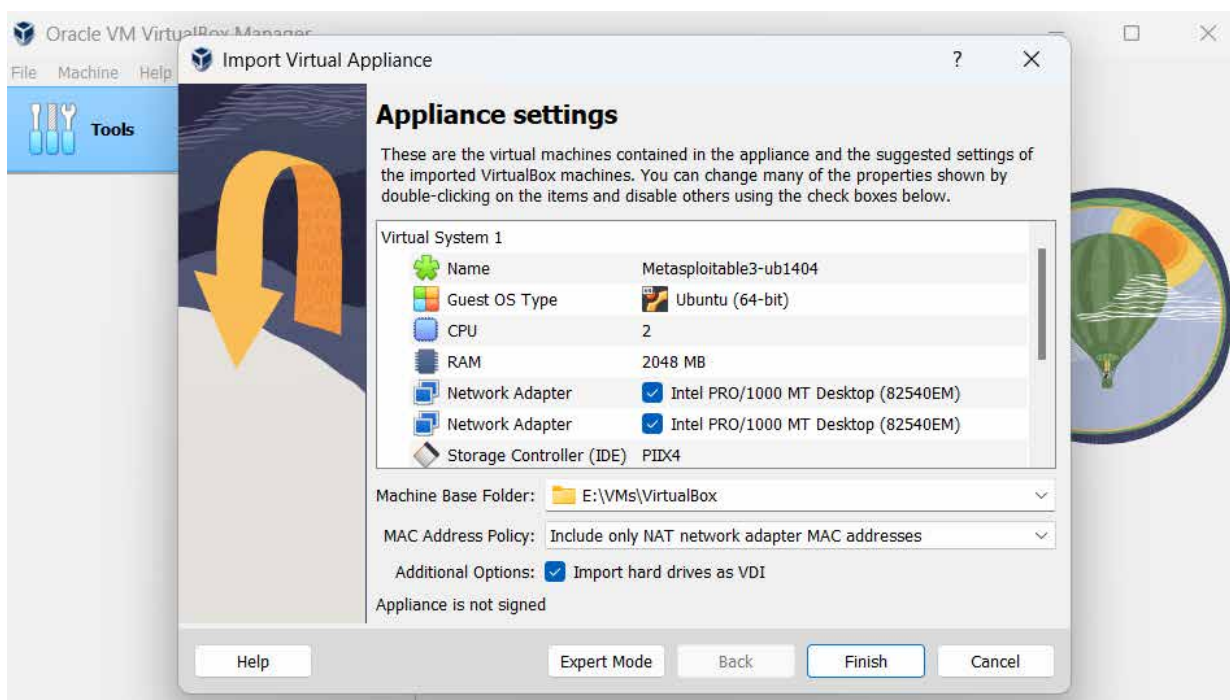 Oracle VM VirtualBox Manager
File Machine Help
Tools
Import Virtual Appliance
?
Appliance settings
These are the virtual machines contained in the appliance and the suggested settings of
the imported VirtualBox machines. You can change many of the properties shown by
double-clicking on the items and disable others using the check boxes below.
Virtual System 1
Name Metasploitable3-ub1404
Guest OS Type Ubuntu (64-bit)
CPU 2
RAM 2048 MB
Network Adapter Intel PRO/1000 MT Desktop (82540EM)
Network Adapter Intel PRO/1000 MT Desktop (82540EM)
Storage Controller (IDE) PIIX4
Machine Base Folder: E:\VMs\VirtualBox
MAC Address Policy: Include only NAT network adapter MAC addresses
Additional Options: Import hard drives as VDI
Appliance is not signed
Help Expert Mode Back Finish Cancel